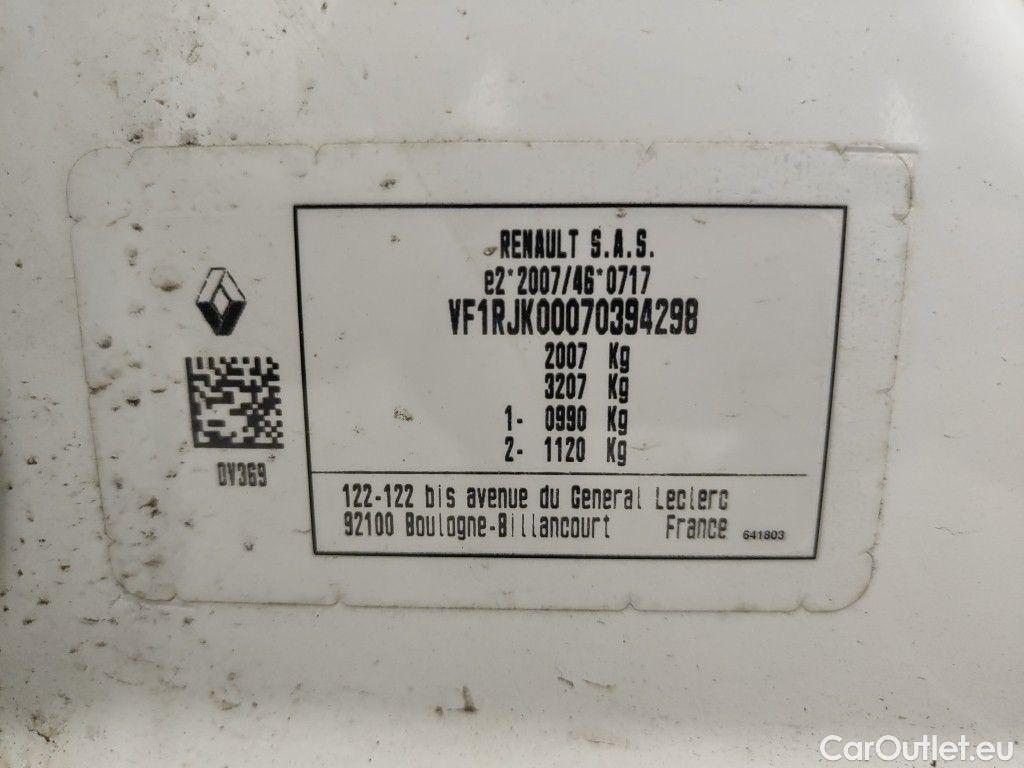 RENAULT S.A.S.
e2*2007/46*0717
VF1RJK00070394298
2007 Kg
3207 Kg
1- 0990 Kg
2- 1120 Kg
DV369
122-122 bis avenue du General Leclerc
92100 Boulogne-Billancourt France 641803
CarOutlet.eu